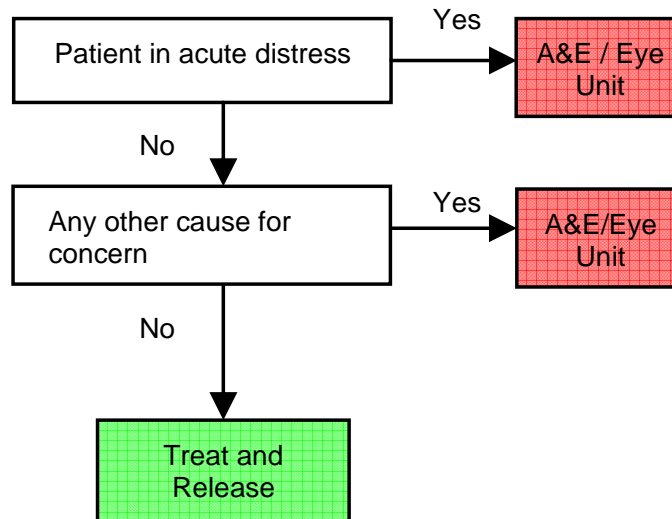 Yes
Patient in acute distress
A&E / Eye
Unit
No
Any other cause for
concern
Yes
A&E/Eye
Unit
No
Treat and
Release